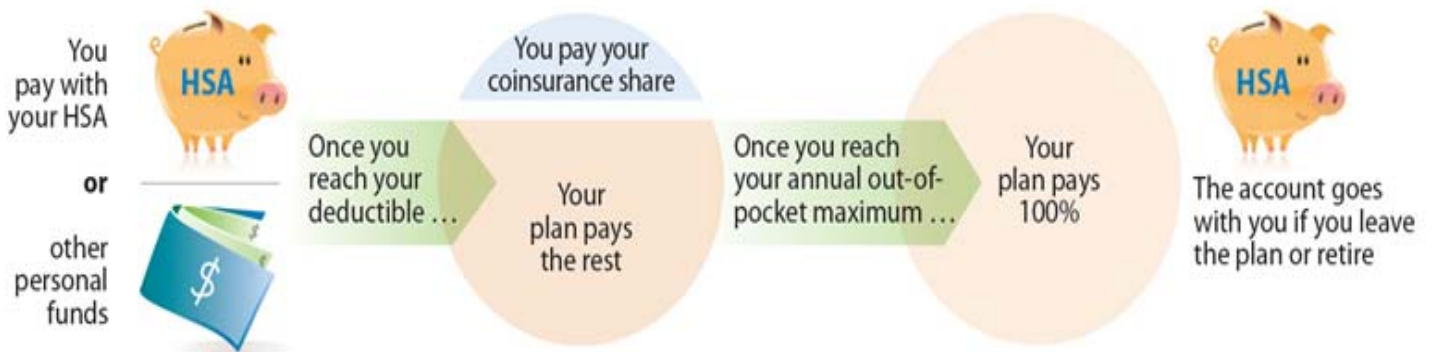 You
pay with
your HSA
HSA
or
other
personal
funds
$
$
Once you
reach your
deductible …
You pay your
coinsurance share
Your
plan pays
the rest
Once you reach
your annual out-of-
pocket maximum …
Your
plan pays
100%
HSA
The account goes
with you if you leave
the plan or retire